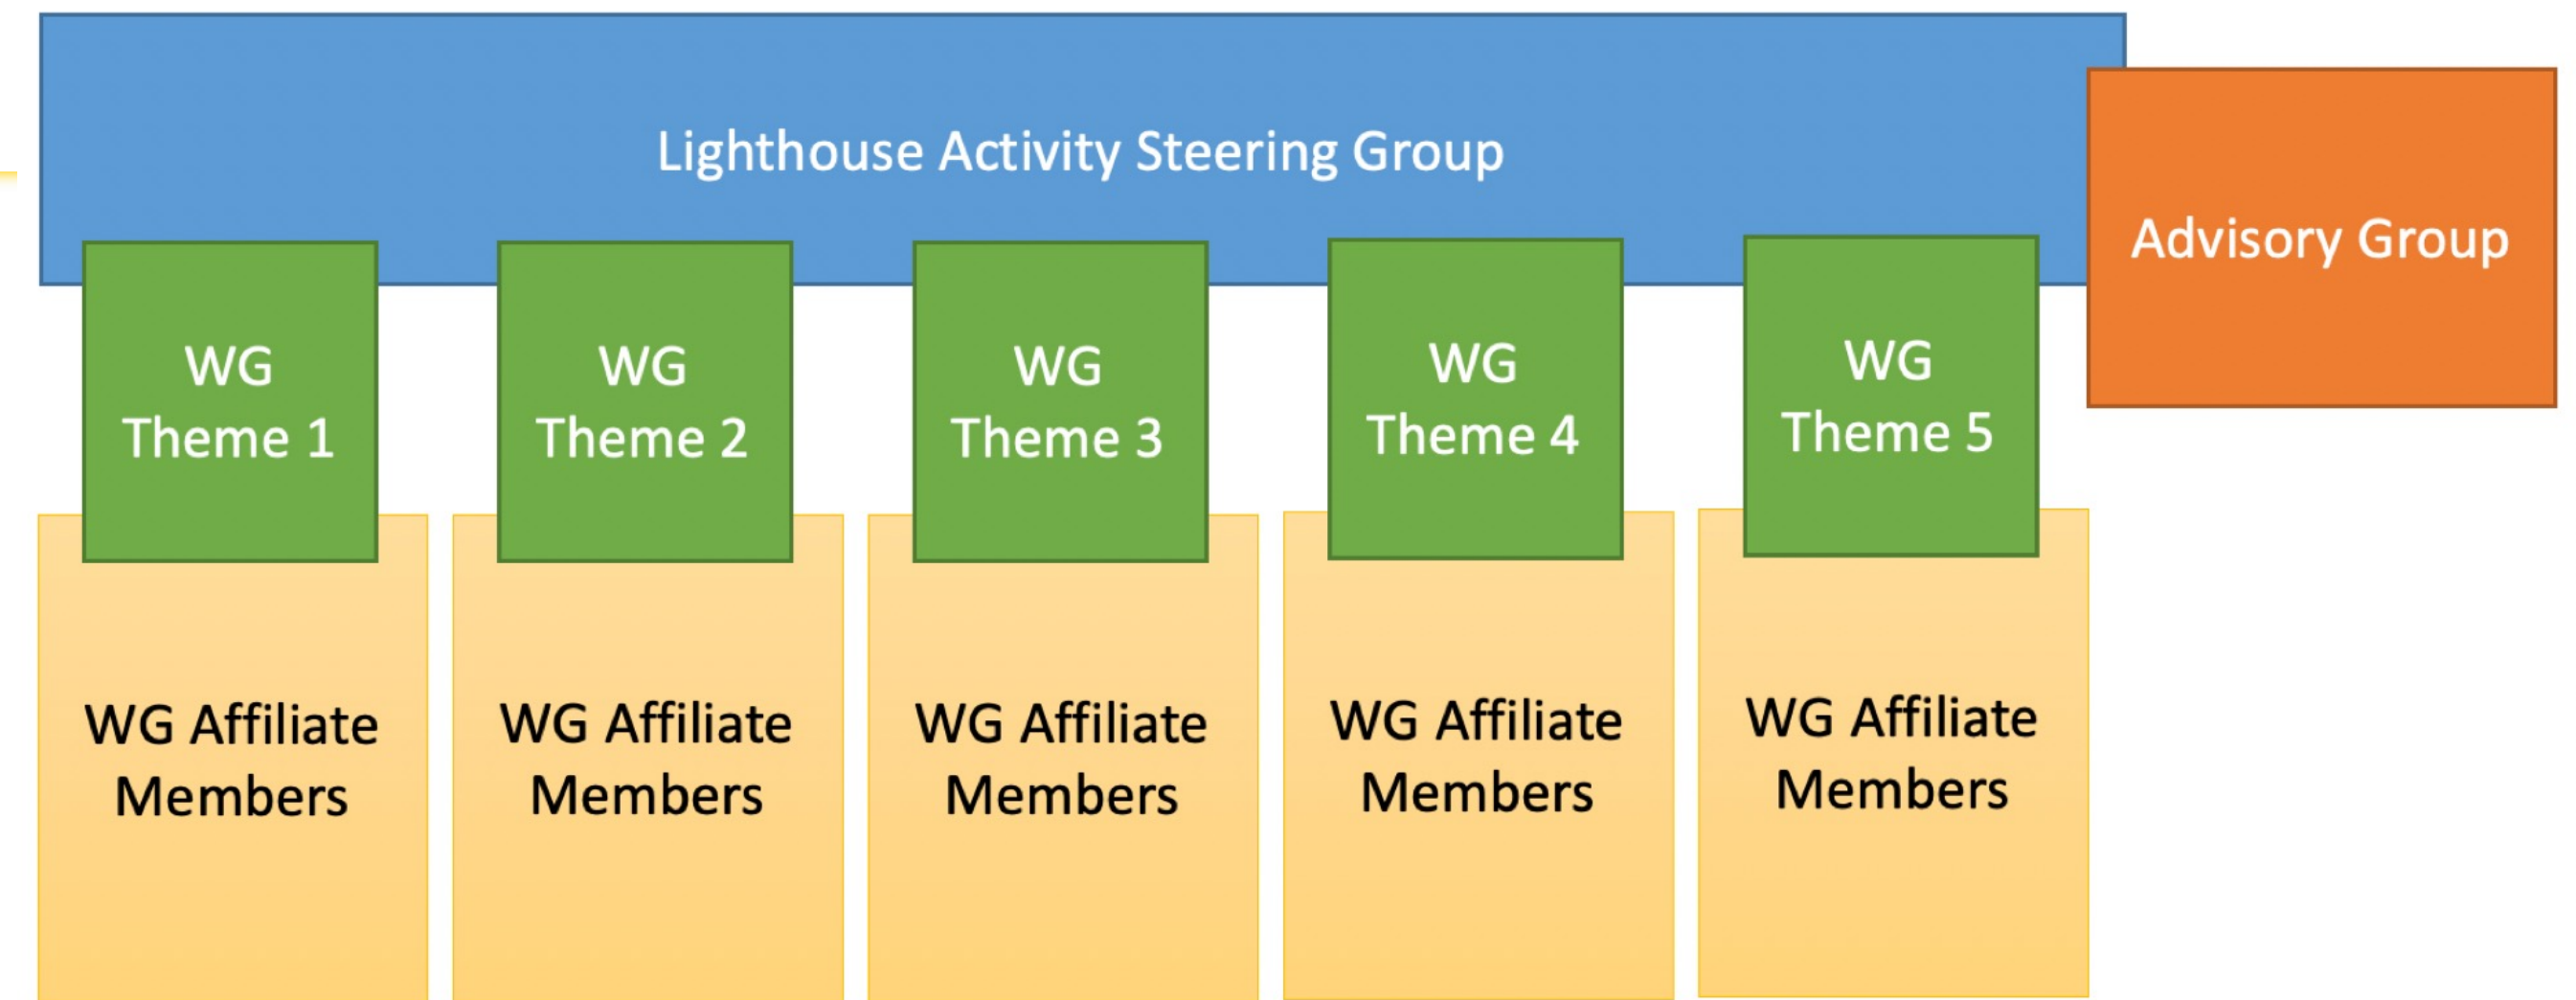 Lighthouse Activity Steering Group
Advisory Group
WG
Theme 1
WG
Theme 2
WG
Theme 3
WG
Theme 4
WG
Theme 5
WG Affiliate
Members
WG Affiliate
Members
WG Affiliate
Members
WG Affiliate
Members
WG Affiliate
Members